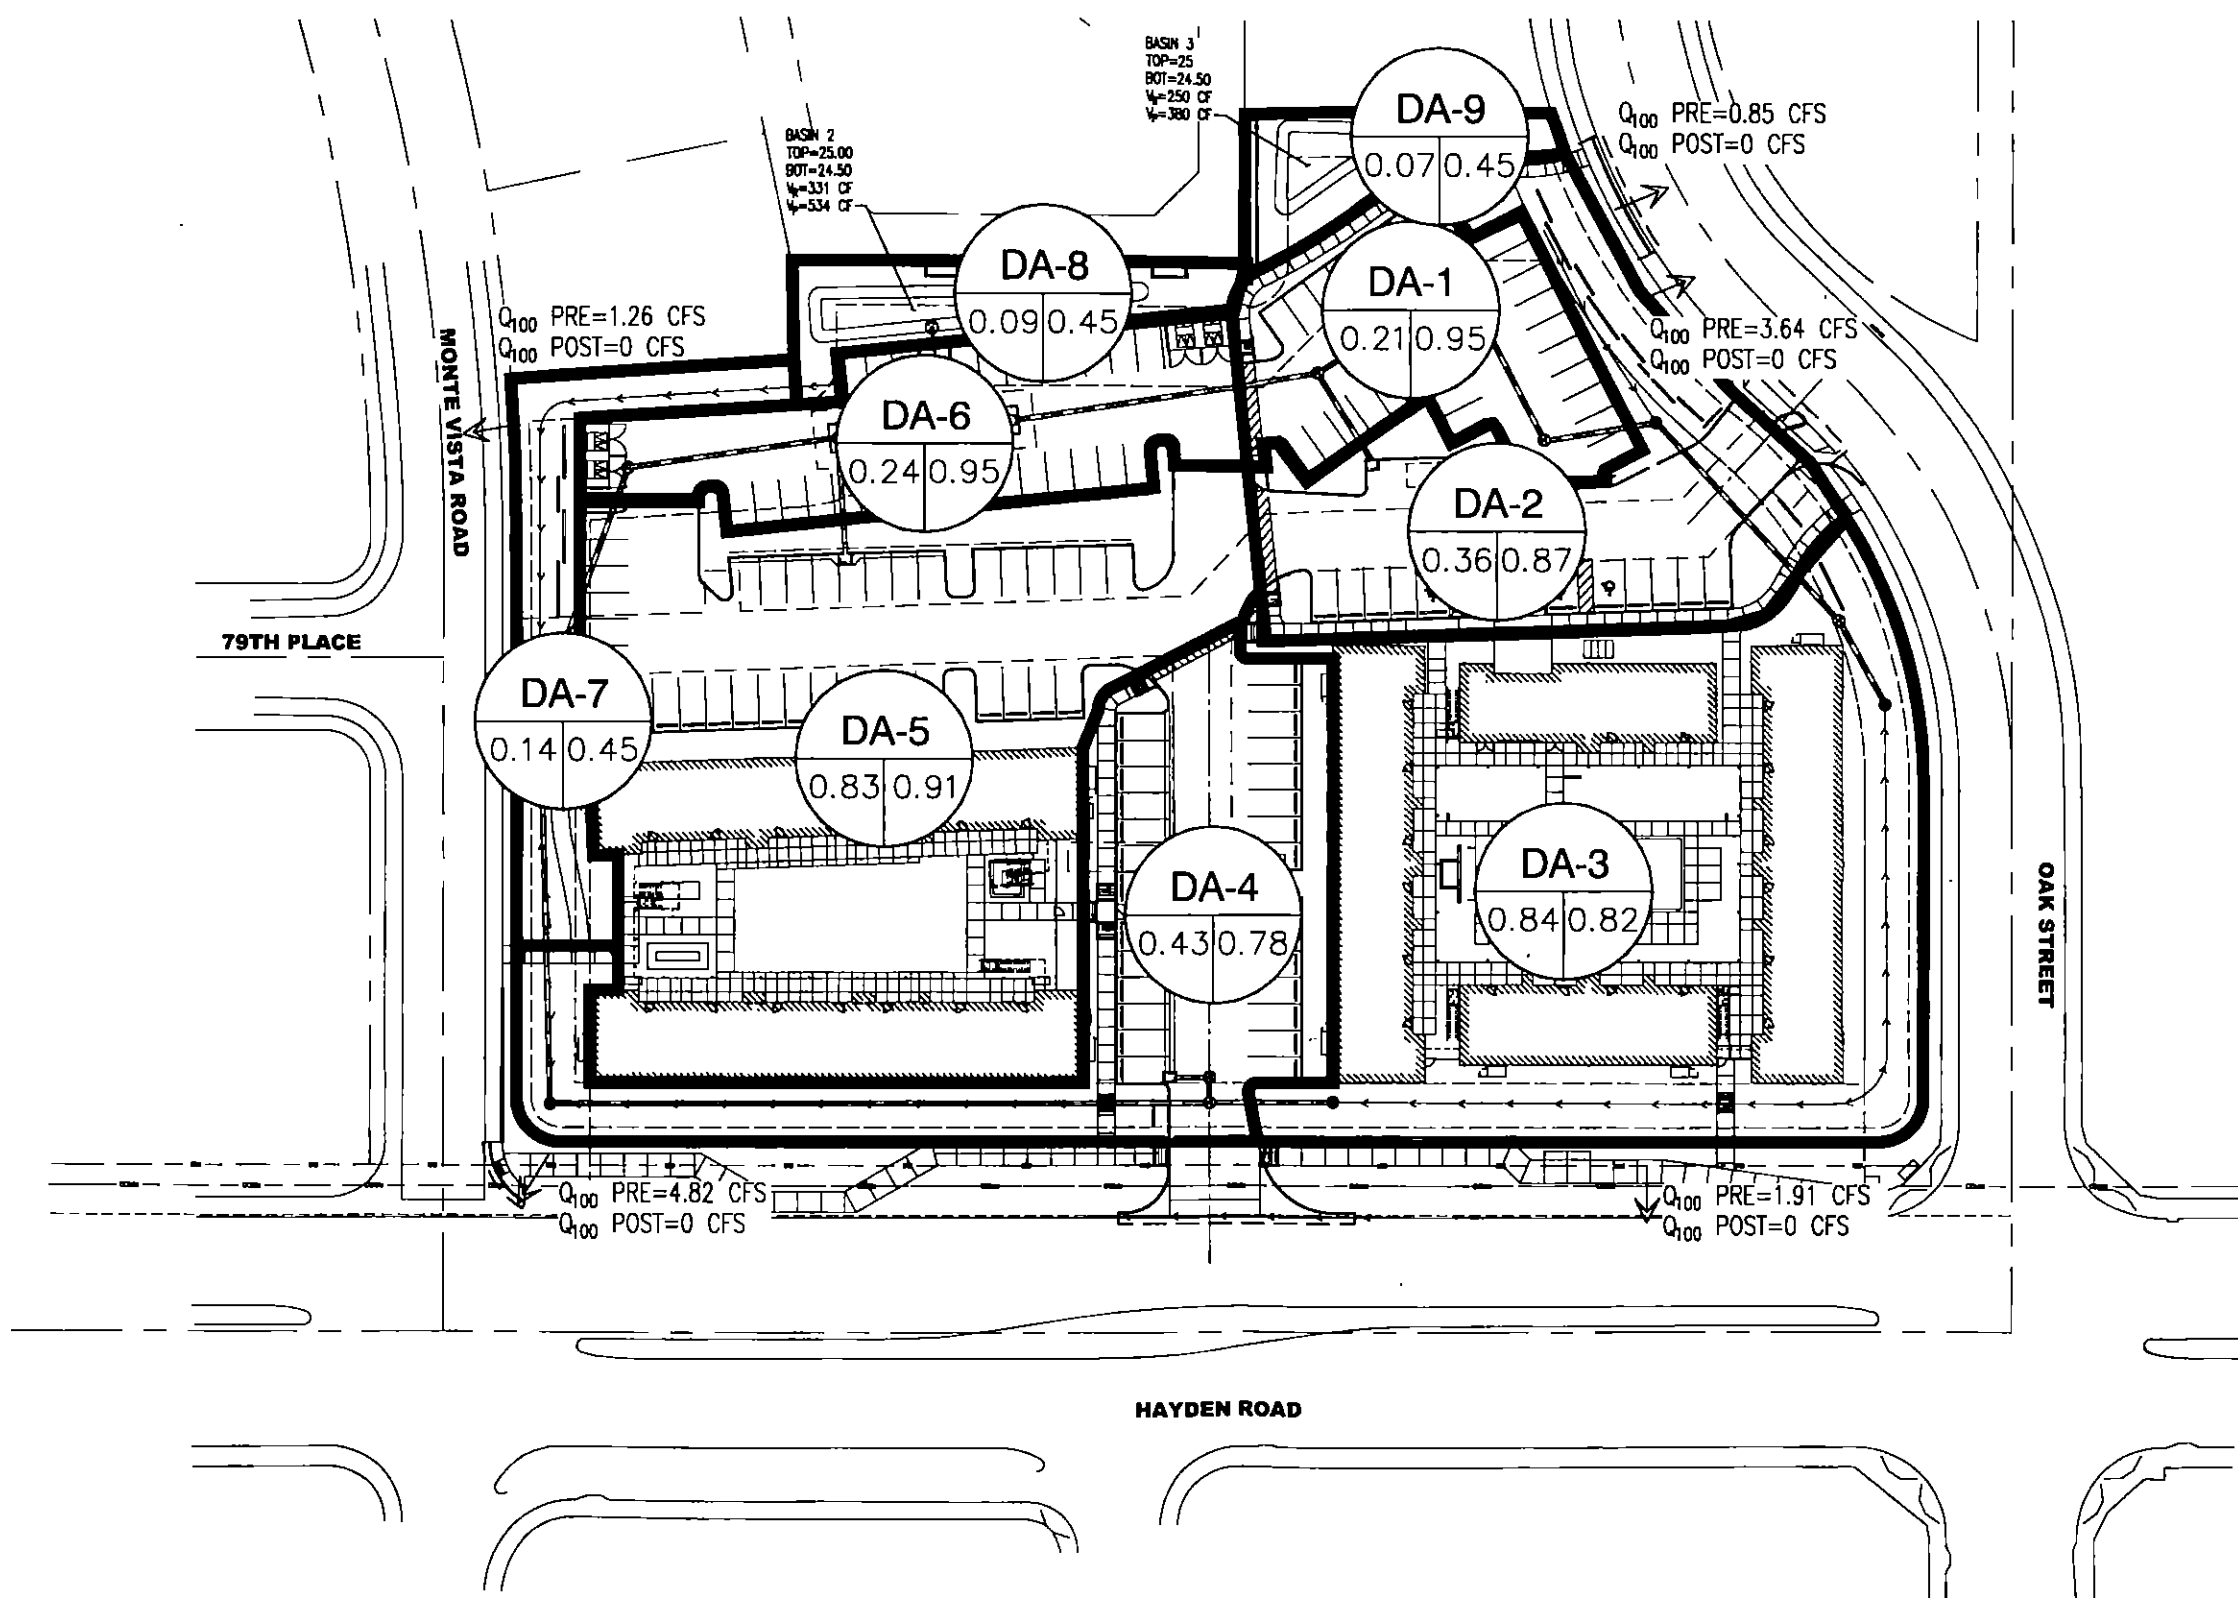 BASIN 3
TOP=25
BOT=24.50
VR=250 CF
VP=380 CF
DA-9
0.07 0.45
Q100 PRE=0.85 CFS
Q100 POST=0 CFS
BASIN 2
TOP=25.00
BOT=24.50
VR=331 CF
VP=534 CF
DA-8
0.09 0.45
DA-1
0.21 0.95
Q100 PRE=1.26 CFS
Q100 POST=0 CFS
Q100 PRE=3.64 CFS
Q100 POST=0 CFS
MONTE VISTA ROAD
DA-6
0.24 0.95
DA-2
0.36 0.87
79TH PLACE
DA-7
0.14 0.45
DA-5
0.83 0.91
DA-4
0.43 0.78
DA-3
0.84 0.82
OAK STREET
Q100 PRE=4.82 CFS
Q100 POST=0 CFS
Q100 PRE=1.91 CFS
Q100 POST=0 CFS
HAYDEN ROAD